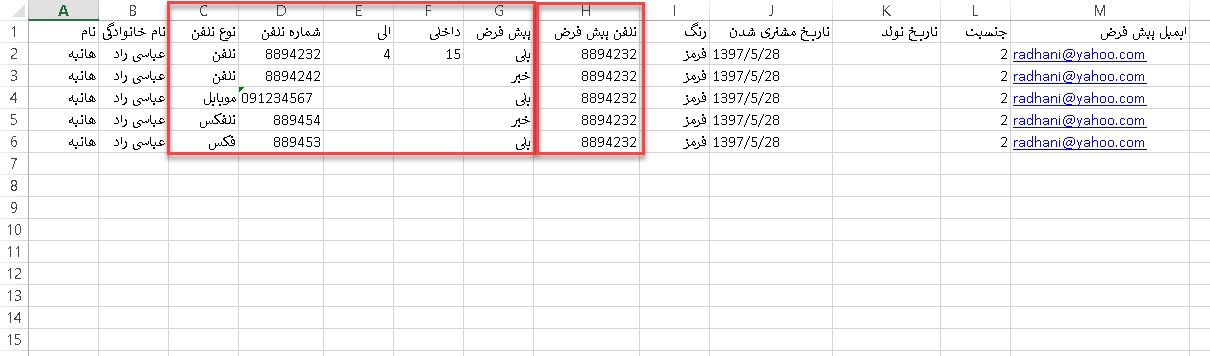 A B C D E F G H I J K L M
1 نام نام خانوادگی نوع تلفن شماره تلفن الی داخلی پیش فرض تلفن پیش فرض رنگ تاریخ مشتری شدن تاریخ تولد جنسیت ایمیل پیش فرض
2 هانیه عباسی راد تلفن 8894232 4 15 بلی 8894232 قرمز 1397/5/28 2 radhani@yahoo.com
3 هانیه عباسی راد تلفن 8894242 خیر 8894232 قرمز 1397/5/28 2 radhani@yahoo.com
4 هانیه عباسی راد موبایل 091234567 بلی 8894232 قرمز 1397/5/28 2 radhani@yahoo.com
5 هانیه عباسی راد تلفکس 889454 خیر 8894232 قرمز 1397/5/28 2 radhani@yahoo.com
6 هانیه عباسی راد فکس 889453 بلی 8894232 قرمز 1397/5/28 2 radhani@yahoo.com
7
8
9
10
11
12
13
14
15